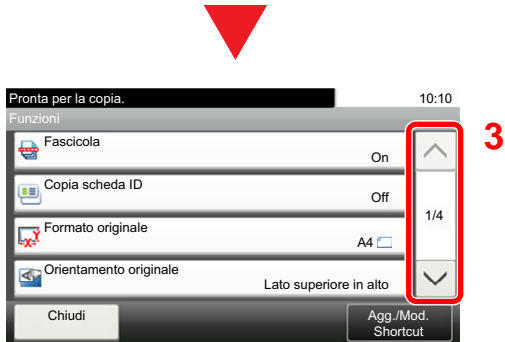 Pronta per la copia. 10:10
Funzioni
3
Fascicola
On
Copia scheda ID
Off
1/4
Formato originale
A4
Orientamento originale
Lato superiore in alto
Chiudi
Agg./Mod.
Shortcut